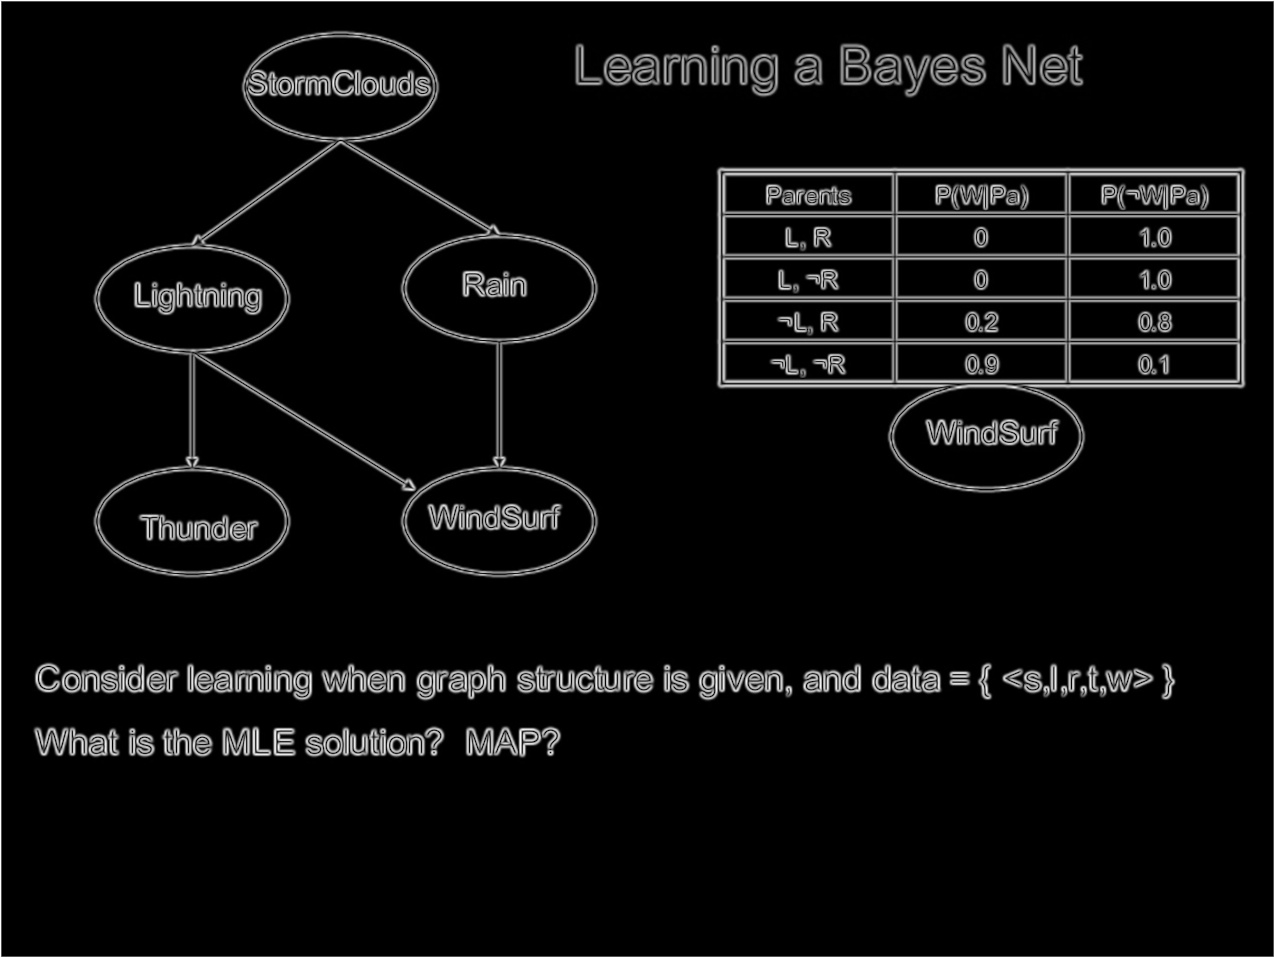 Learning a Bayes Net
StormClouds
Lightning
Rain
Thunder
WindSurf
Parents P(W|Pa) P(¬W|Pa)
L, R 0 1.0
L, ¬R 0 1.0
¬L, R 0.2 0.8
¬L, ¬R 0.9 0.1
WindSurf
Consider learning when graph structure is given, and data = { <s,l,r,t,w> }
What is the MLE solution? MAP?